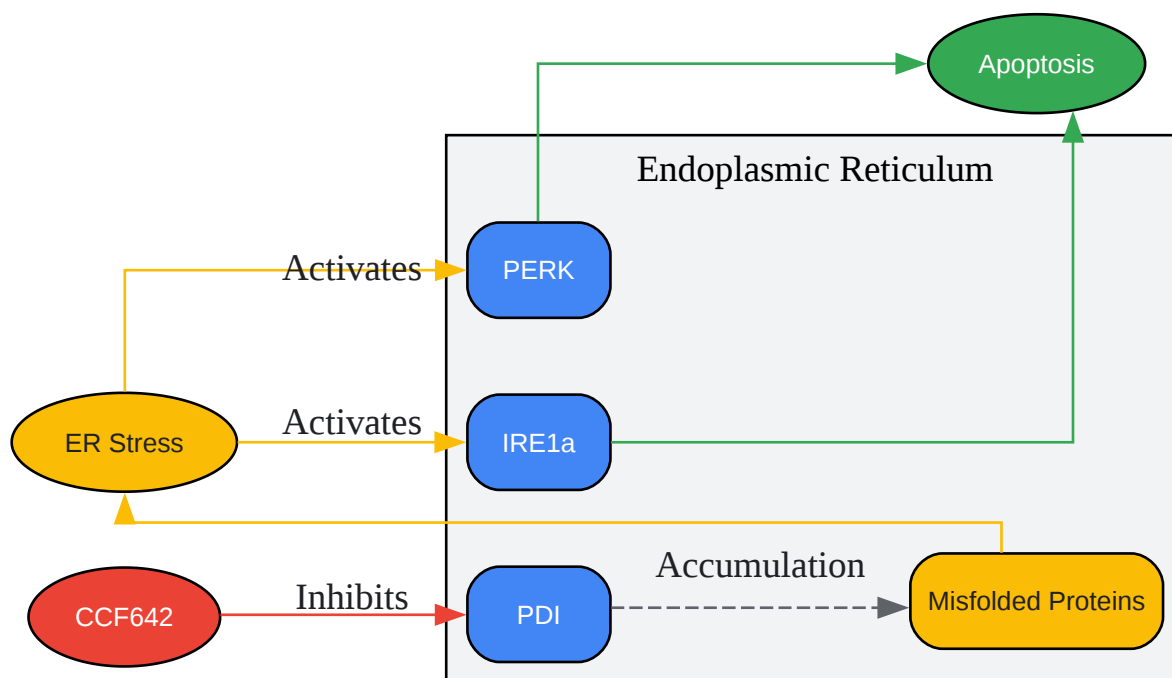 Apoptosis
Endoplasmic Reticulum
Activates
PERK
Activates
ER Stress
IRE1a
Accumulation
Inhibits
CCF642
PDI
Misfolded Proteins